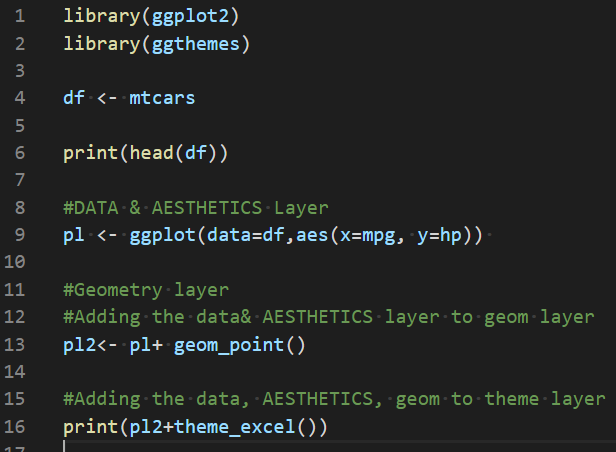 1 library(ggplot2)
2 library(ggthemes)
3
4 df <- mtcars
5
6 print(head(df))
7
8 #DATA & AESTHETICS Layer
9 pl <- ggplot(data=df,aes(x=mpg, y=hp))
10
11 #Geometry layer
12 #Adding the data& AESTHETICS layer to geom layer
13 pl2<- pl+ geom_point()
14
15 #Adding the data, AESTHETICS, geom to theme layer
16 print(pl2+theme_excel())
17